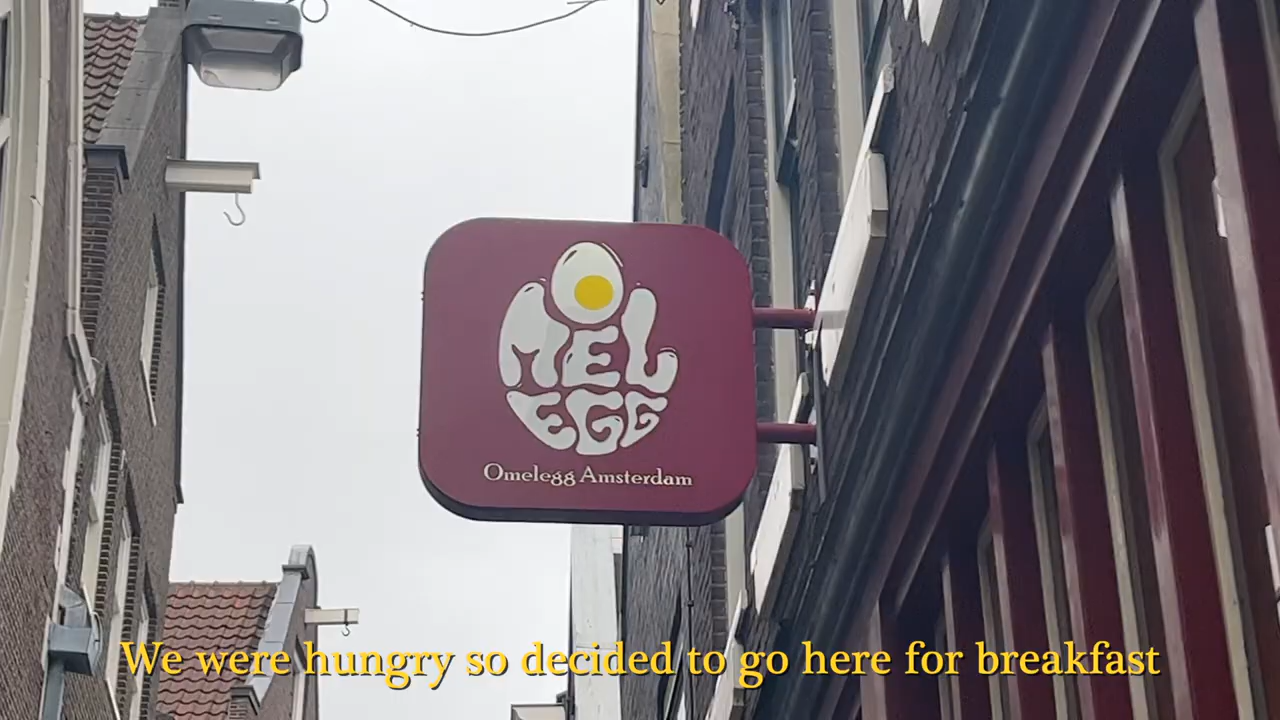 OMEL
EGG
Omelegg Amsterdam
We were hungry so decided to go here for breakfast